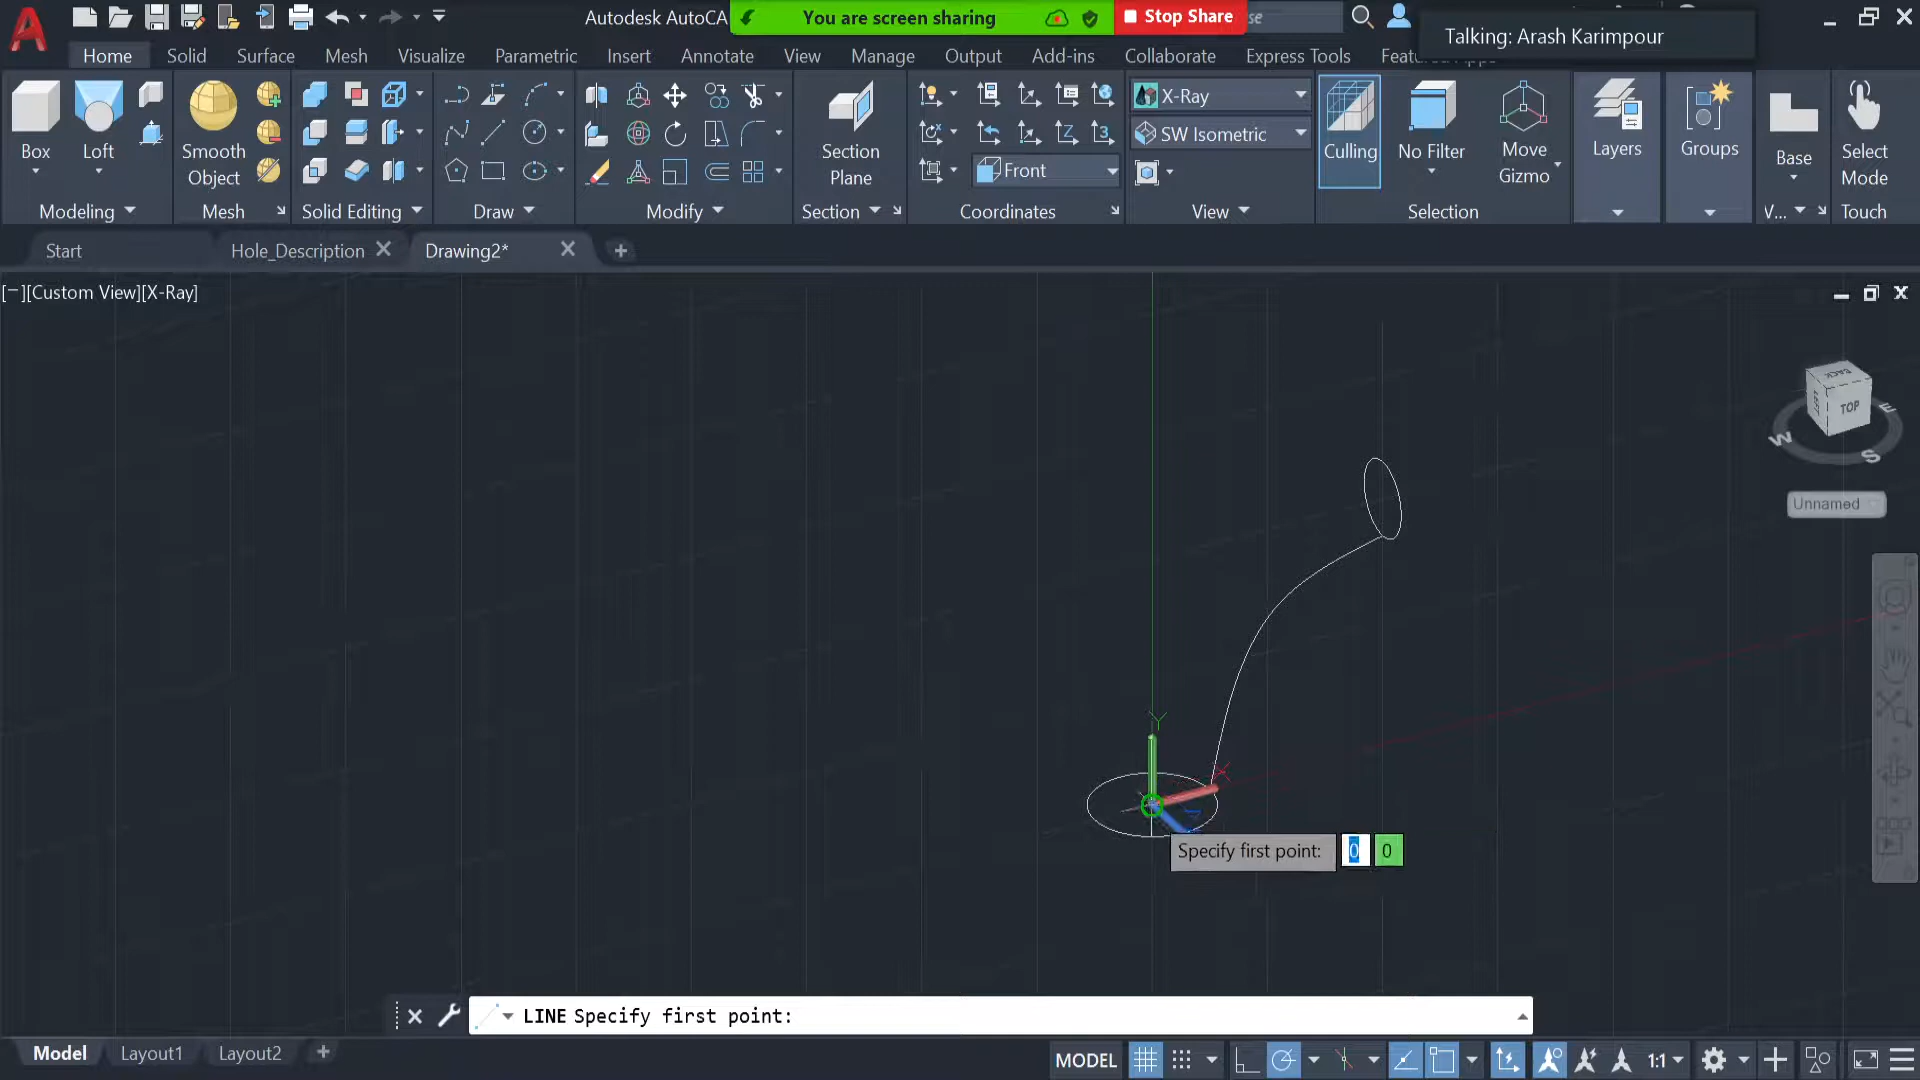 Autodesk AutoCA
You are screen sharing
Stop Share
se
Talking: Arash Karimpour
Home
Solid
Surface
Mesh
Visualize
Parametric
Insert
Annotate
View
Manage
Output
Add-ins
Collaborate
Express Tools
Box
Loft
Smooth
Object
Section
Plane
X-Ray
SW Isometric
Front
Culling
No Filter
Move
Gizmo
Layers
Groups
Base
Select
Mode
Modeling
Mesh
Solid Editing
Draw
Modify
Section
Coordinates
View
Selection
V...
Touch
Start
Hole_Description
Drawing2*
[−][Custom View][X-Ray]
BACK
LEFT
TOP
W
S
E
Unnamed
Y
X
Z
Specify first point: 0 0
LINE Specify first point:
Model
Layout1
Layout2
MODEL
1:1